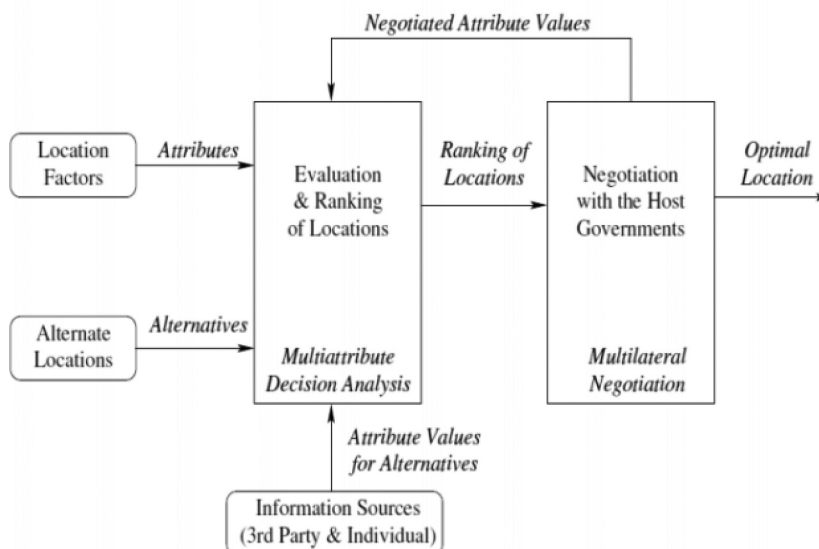 Negotiated Attribute Values
Location
Factors
Attributes
Evaluation
& Ranking
of Locations
Ranking of
Locations
Negotiation
with the Host
Governments
Optimal
Location
Alternate
Locations
Alternatives
Multiattribute
Decision Analysis
Multilateral
Negotiation
Attribute Values
for Alternatives
Information Sources
(3rd Party & Individual)